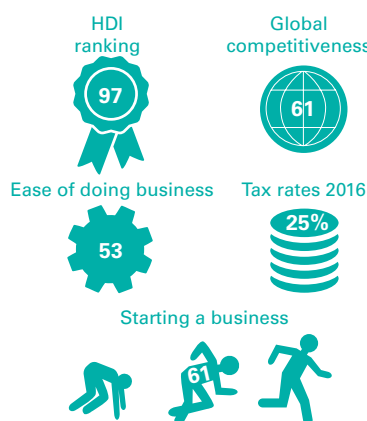 HDI
ranking
97
Global
competitiveness
61
Ease of doing business
53
Tax rates 2016
25%
Starting a business
61